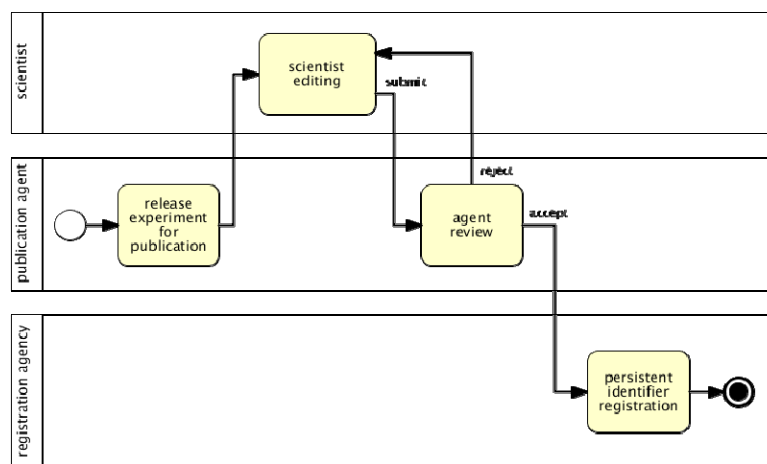 scientist
scientist
editing
submit
publication agent
release
experiment
for
publication
reject
agent
review
accept
registration agency
persistent
identifier
registration